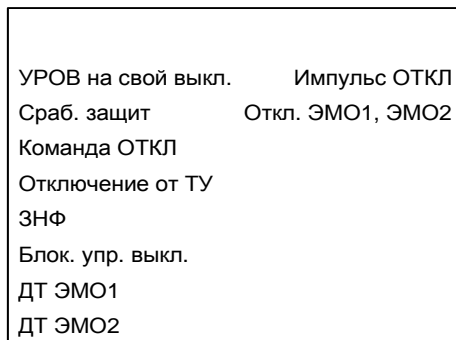 УРОВ на свой выкл. Импульс ОТКЛ
Сраб. защит Откл. ЭМО1, ЭМО2
Команда ОТКЛ
Отключение от ТУ
ЗНФ
Блок. упр. выкл.
ДТ ЭМО1
ДТ ЭМО2